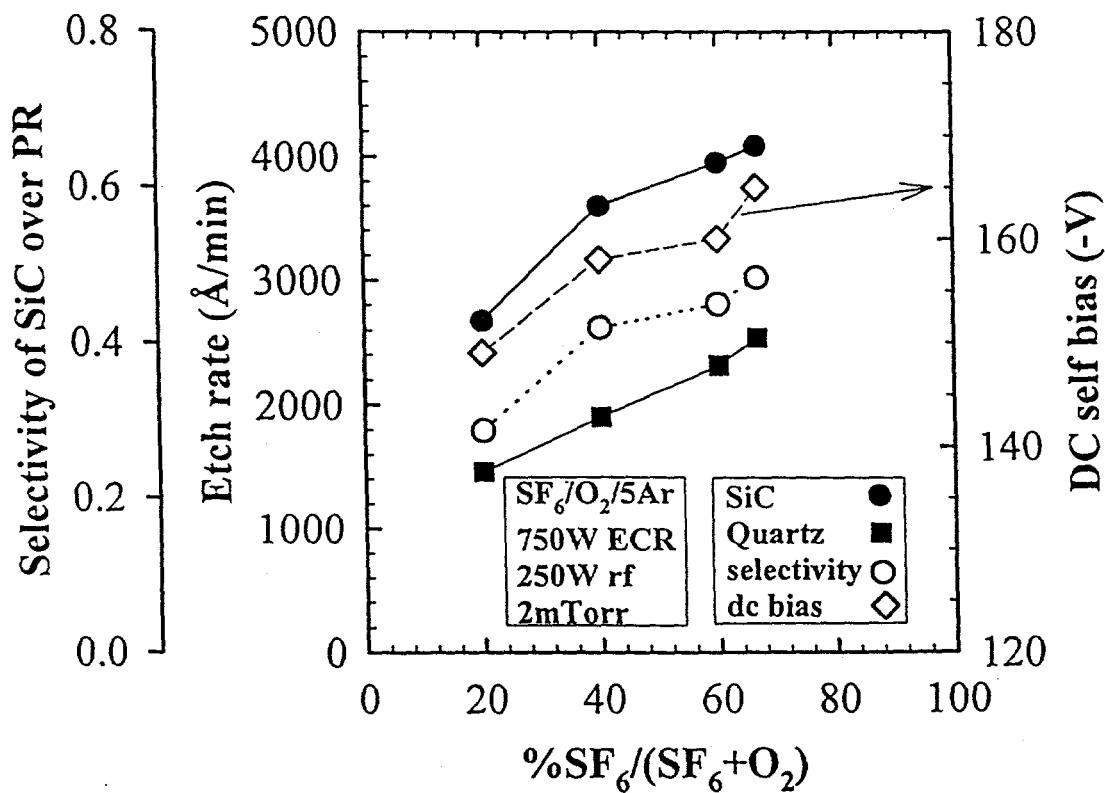 Selectivity of SiC over PR
0.8
0.6
0.4
0.2
0.0
Etch rate (Å/min)
5000
4000
3000
2000
1000
0
SF₆/O₂/5Ar
750W ECR
250W rf
2mTorr
SiC
Quartz
selectivity
dc bias
180
160
140
120
DC self bias (-V)
0 20 40 60 80 100
%SF₆/(SF₆+O₂)